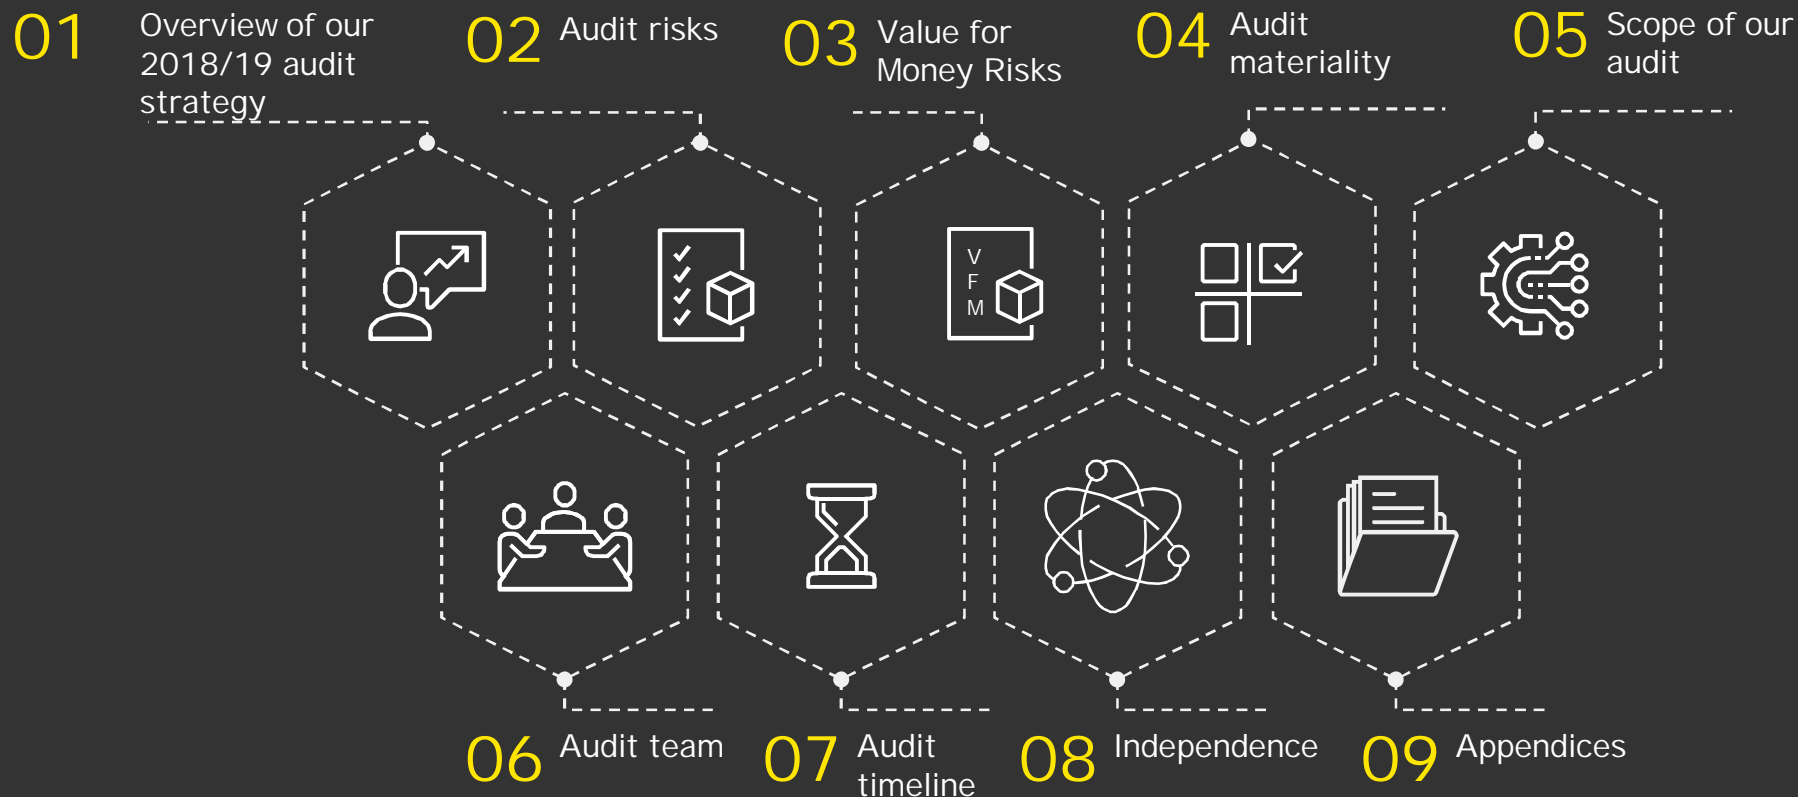 01 Overview of our
2018/19 audit
strategy
02 Audit risks
03 Value for
Money Risks
04 Audit
materiality
05 Scope of our
audit
V
F
M
06 Audit team
07 Audit
timeline
08 Independence
09 Appendices